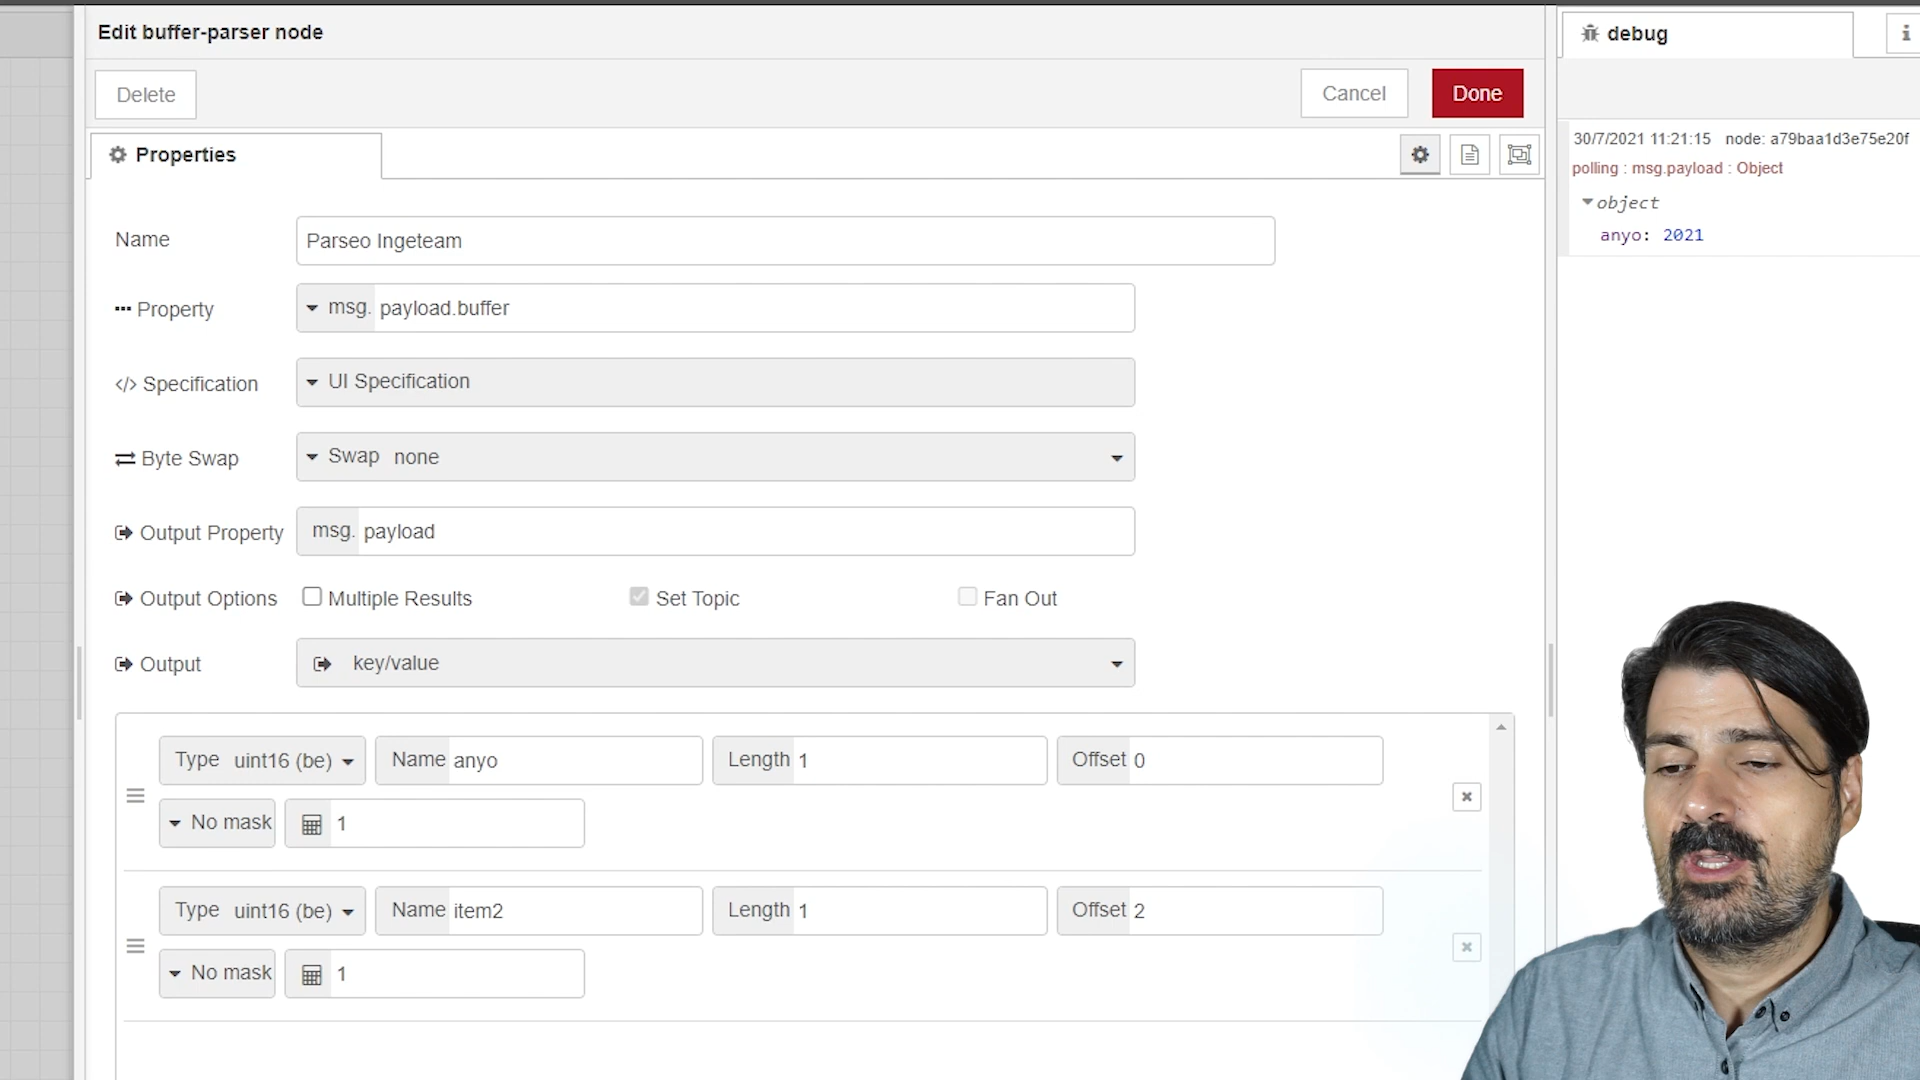 Edit buffer-parser node
debug
i
Delete
Cancel
Done
30/7/2021 11:21:15 node: a79baa1d3e75e20f
polling : msg.payload : Object
object
anyo: 2021
Properties
Name Parseo Ingeteam
Property msg. payload.buffer
</> Specification UI Specification
Byte Swap Swap none
Output Property msg. payload
Output Options Multiple Results Set Topic Fan Out
Output key/value
Type uint16 (be) Name anyo Length 1 Offset 0
No mask 1
Type uint16 (be) Name item2 Length 1 Offset 2
No mask 1